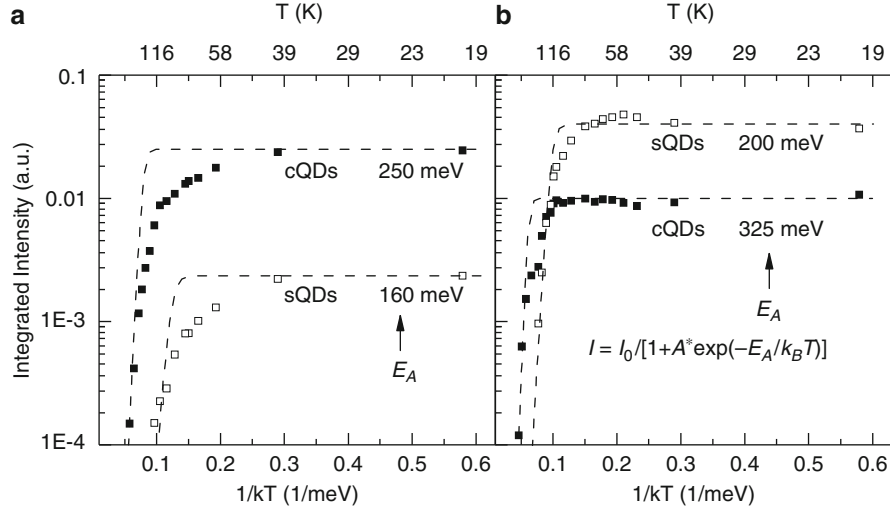 a
T (K)
116 58 39 29 23 19
0.1
0.01
1E-3
1E-4
Integrated Intensity (a.u.)
cQDs 250 meV
sQDs 160 meV
E_A
0.1 0.2 0.3 0.4 0.5 0.6
1/kT (1/meV)
b
T (K)
116 58 39 29 23 19
sQDs 200 meV
cQDs 325 meV
E_A
I = I_0/[1+A*exp(−E_A/k_BT)]
0.1 0.2 0.3 0.4 0.5 0.6
1/kT (1/meV)